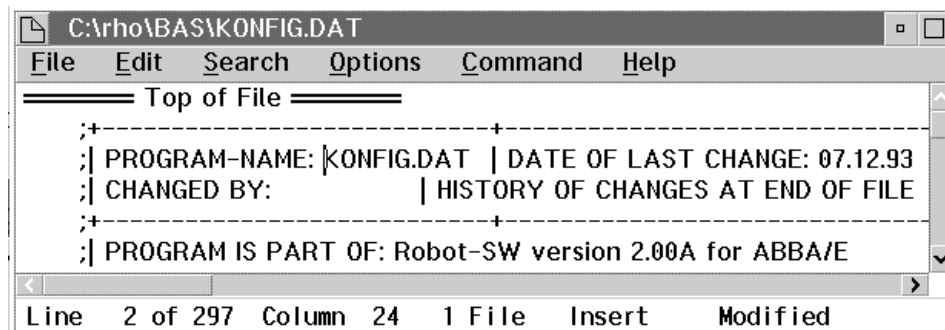 C:\rho\BAS\KONFIG.DAT
File Edit Search Options Command Help
====== Top of File ======
;+----------------------------+-------------------------------
;| PROGRAM-NAME: KONFIG.DAT | DATE OF LAST CHANGE: 07.12.93
;| CHANGED BY: | HISTORY OF CHANGES AT END OF FILE
;+----------------------------+-------------------------------
;| PROGRAM IS PART OF: Robot-SW version 2.00A for ABBA/E
Line 2 of 297 Column 24 1 File Insert Modified